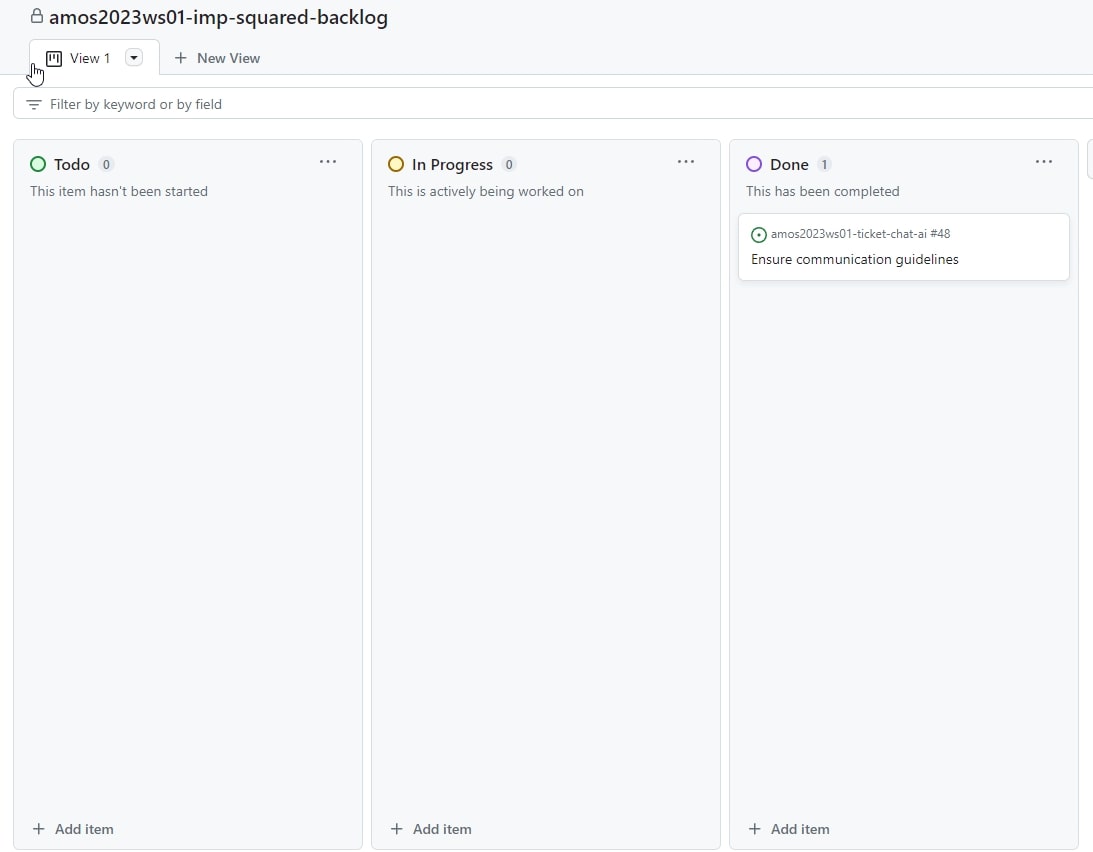 amos2023ws01-imp-squared-backlog
View 1
New View
Filter by keyword or by field
Todo 0
This item hasn't been started
In Progress 0
This is actively being worked on
Done 1
This has been completed
amos2023ws01-ticket-chat-ai #48
Ensure communication guidelines
Add item
Add item
Add item